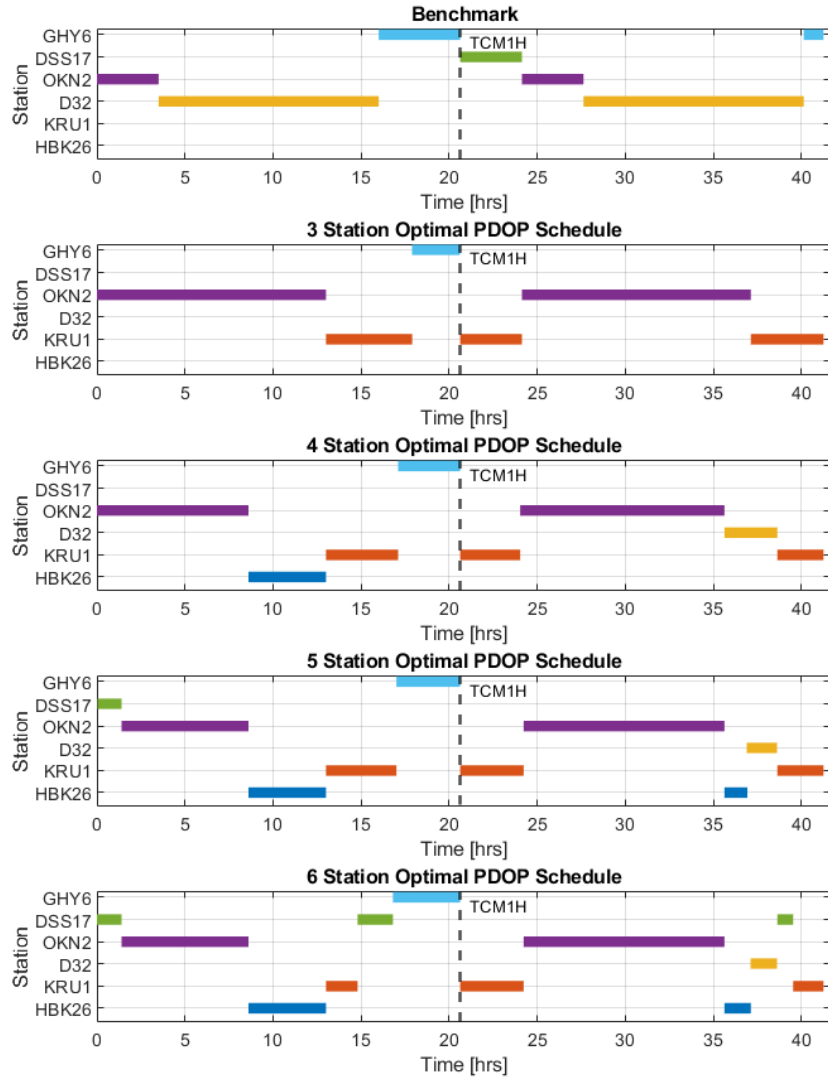 Benchmark
GHY6
DSS17
OKN2
D32
KRU1
HBK26
Station
TCM1H
0 5 10 15 20 25 30 35 40
Time [hrs]
3 Station Optimal PDOP Schedule
GHY6
DSS17
OKN2
D32
KRU1
HBK26
Station
TCM1H
0 5 10 15 20 25 30 35 40
Time [hrs]
4 Station Optimal PDOP Schedule
GHY6
DSS17
OKN2
D32
KRU1
HBK26
Station
TCM1H
0 5 10 15 20 25 30 35 40
Time [hrs]
5 Station Optimal PDOP Schedule
GHY6
DSS17
OKN2
D32
KRU1
HBK26
Station
TCM1H
0 5 10 15 20 25 30 35 40
Time [hrs]
6 Station Optimal PDOP Schedule
GHY6
DSS17
OKN2
D32
KRU1
HBK26
Station
TCM1H
0 5 10 15 20 25 30 35 40
Time [hrs]